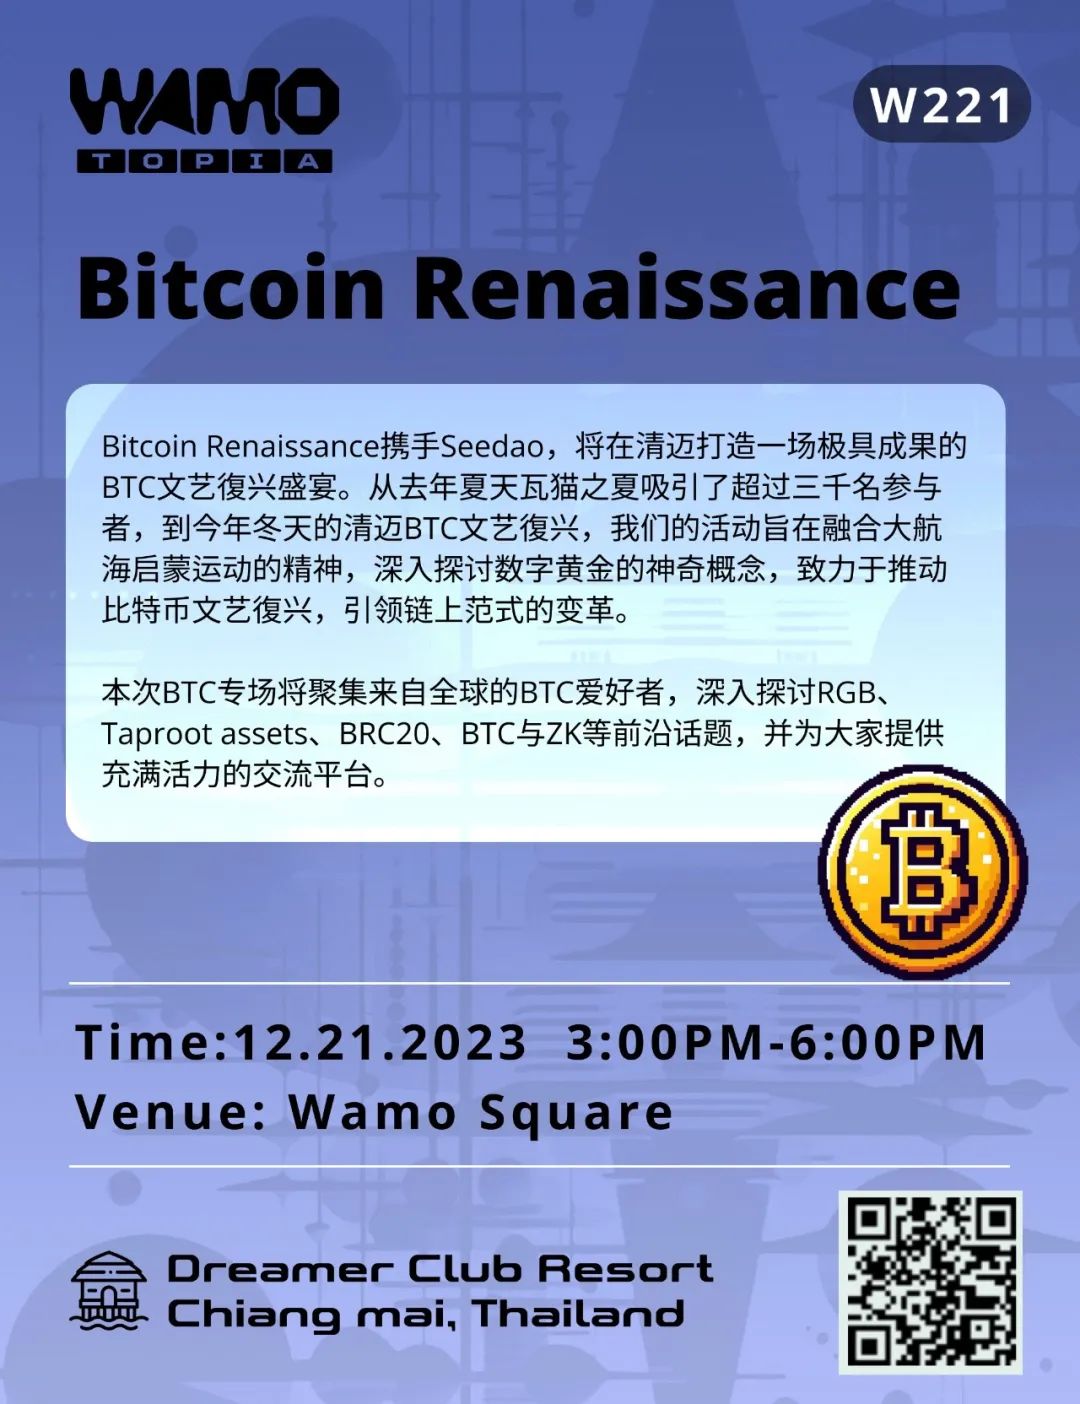 WAMO
TOPIA
W221
Bitcoin Renaissance
Bitcoin Renaissance携手Seedao，将在清迈打造一场极具成果的
BTC文艺復兴盛宴。从去年夏天瓦猫之夏吸引了超过三千名参与
者，到今年冬天的清迈BTC文艺復兴，我们的活动旨在融合大航
海启蒙运动的精神，深入探讨数字黄金的神奇概念，致力于推动
比特币文艺復兴，引领链上范式的变革。
本次BTC专场将聚集来自全球的BTC爱好者，深入探讨RGB、
Taproot assets、BRC20、BTC与ZK等前沿话题，并为大家提供
充满活力的交流平台。
Time:12.21.2023 3:00PM-6:00PM
Venue: Wamo Square
Dreamer Club Resort
Chiang mai, Thailand